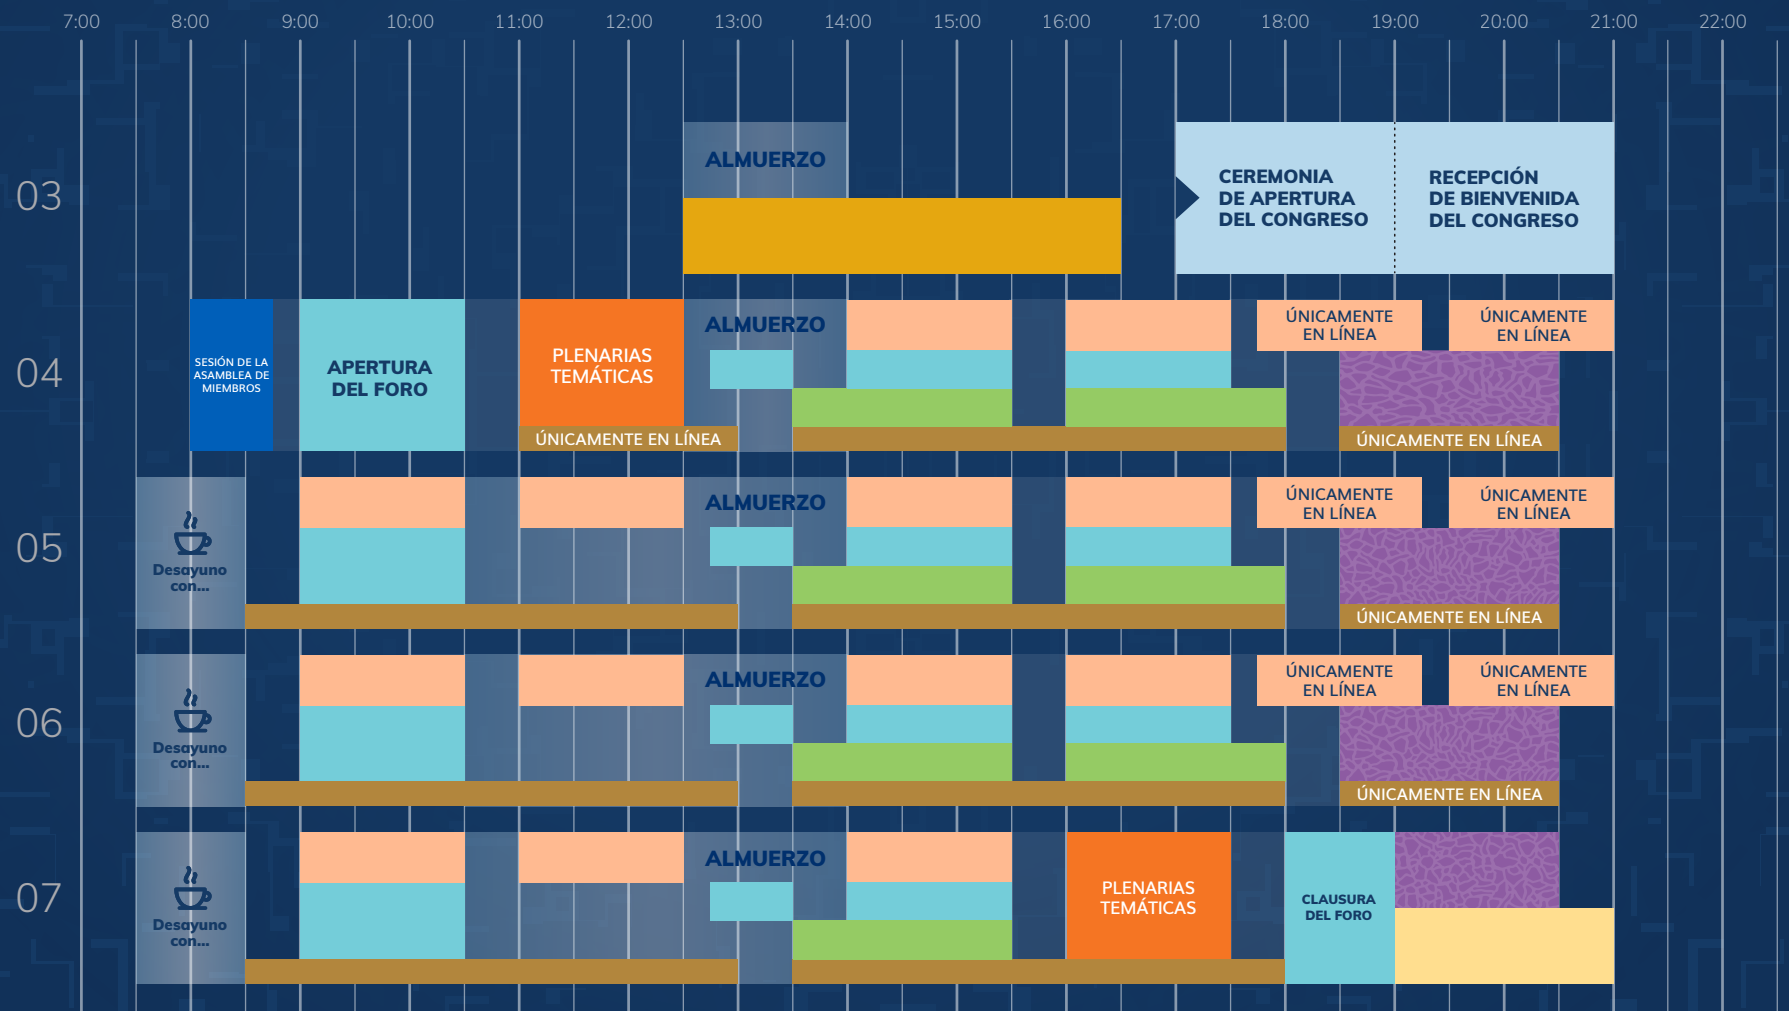 7:00 8:00 9:00 10:00 11:00 12:00 13:00 14:00 15:00 16:00 17:00 18:00 19:00 20:00 21:00 22:00
03
ALMUERZO
CEREMONIA
DE APERTURA
DEL CONGRESO
RECEPCIÓN
DE BIENVENIDA
DEL CONGRESO
04
SESIÓN DE LA
ASAMBLEA DE
MIEMBROS
APERTURA
DEL FORO
PLENARIAS
TEMÁTICAS
ÚNICAMENTE EN LÍNEA
ALMUERZO
ÚNICAMENTE
EN LÍNEA
ÚNICAMENTE
EN LÍNEA
ÚNICAMENTE EN LÍNEA
05
Desayuno
con...
ALMUERZO
ÚNICAMENTE
EN LÍNEA
ÚNICAMENTE
EN LÍNEA
ÚNICAMENTE EN LÍNEA
06
Desayuno
con...
ALMUERZO
ÚNICAMENTE
EN LÍNEA
ÚNICAMENTE
EN LÍNEA
ÚNICAMENTE EN LÍNEA
07
Desayuno
con...
ALMUERZO
PLENARIAS
TEMÁTICAS
CLAUSURA
DEL FORO